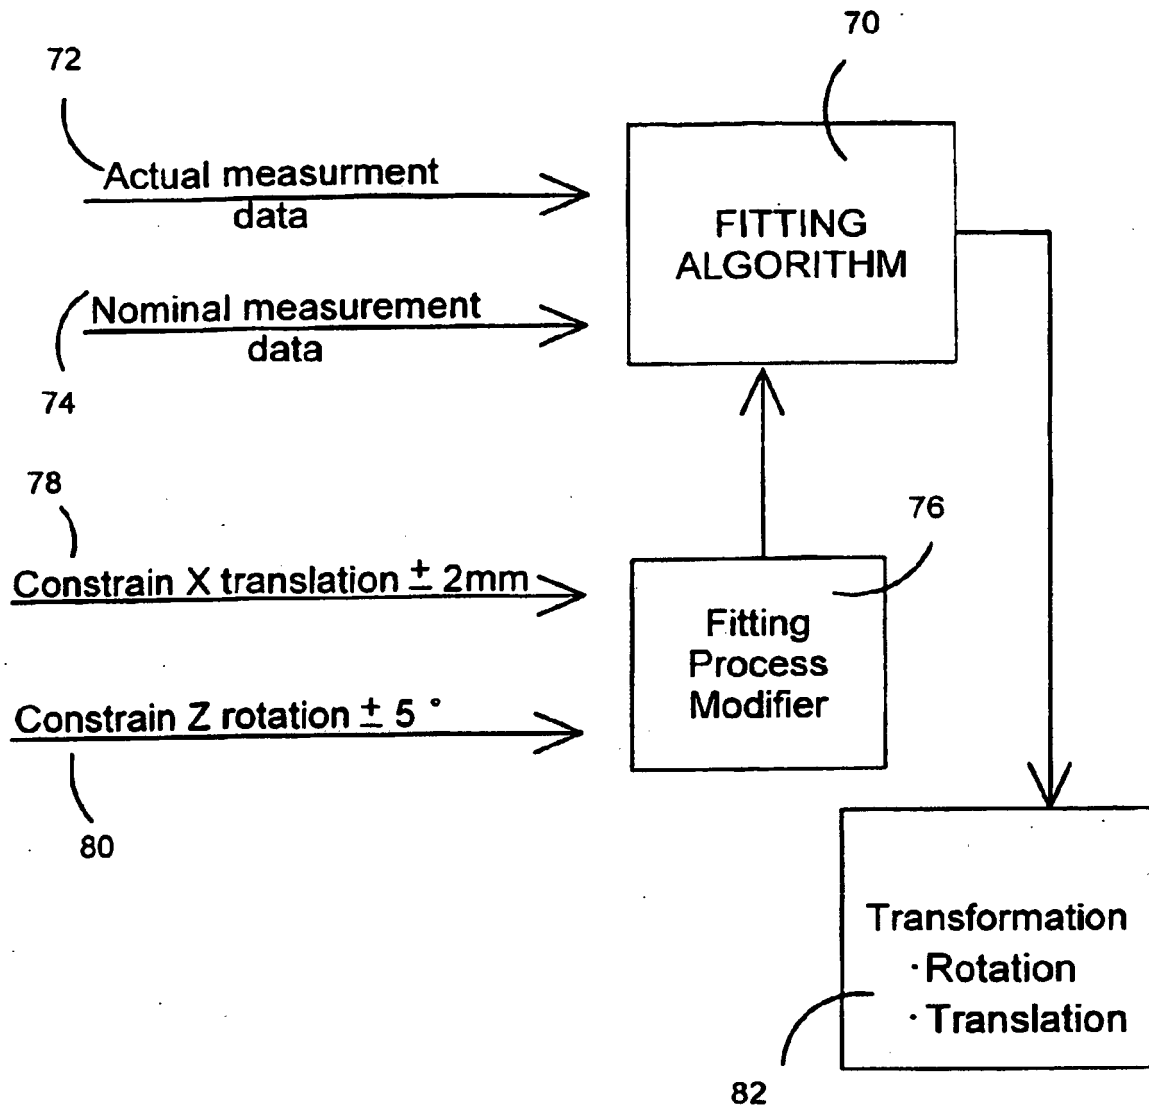 70
72
Actual measurment
data
FITTING
ALGORITHM
Nominal measurement
data
74
78
76
Constrain X translation ± 2mm
Fitting
Process
Modifier
Constrain Z rotation ± 5 °
80
Transformation
· Rotation
· Translation
82